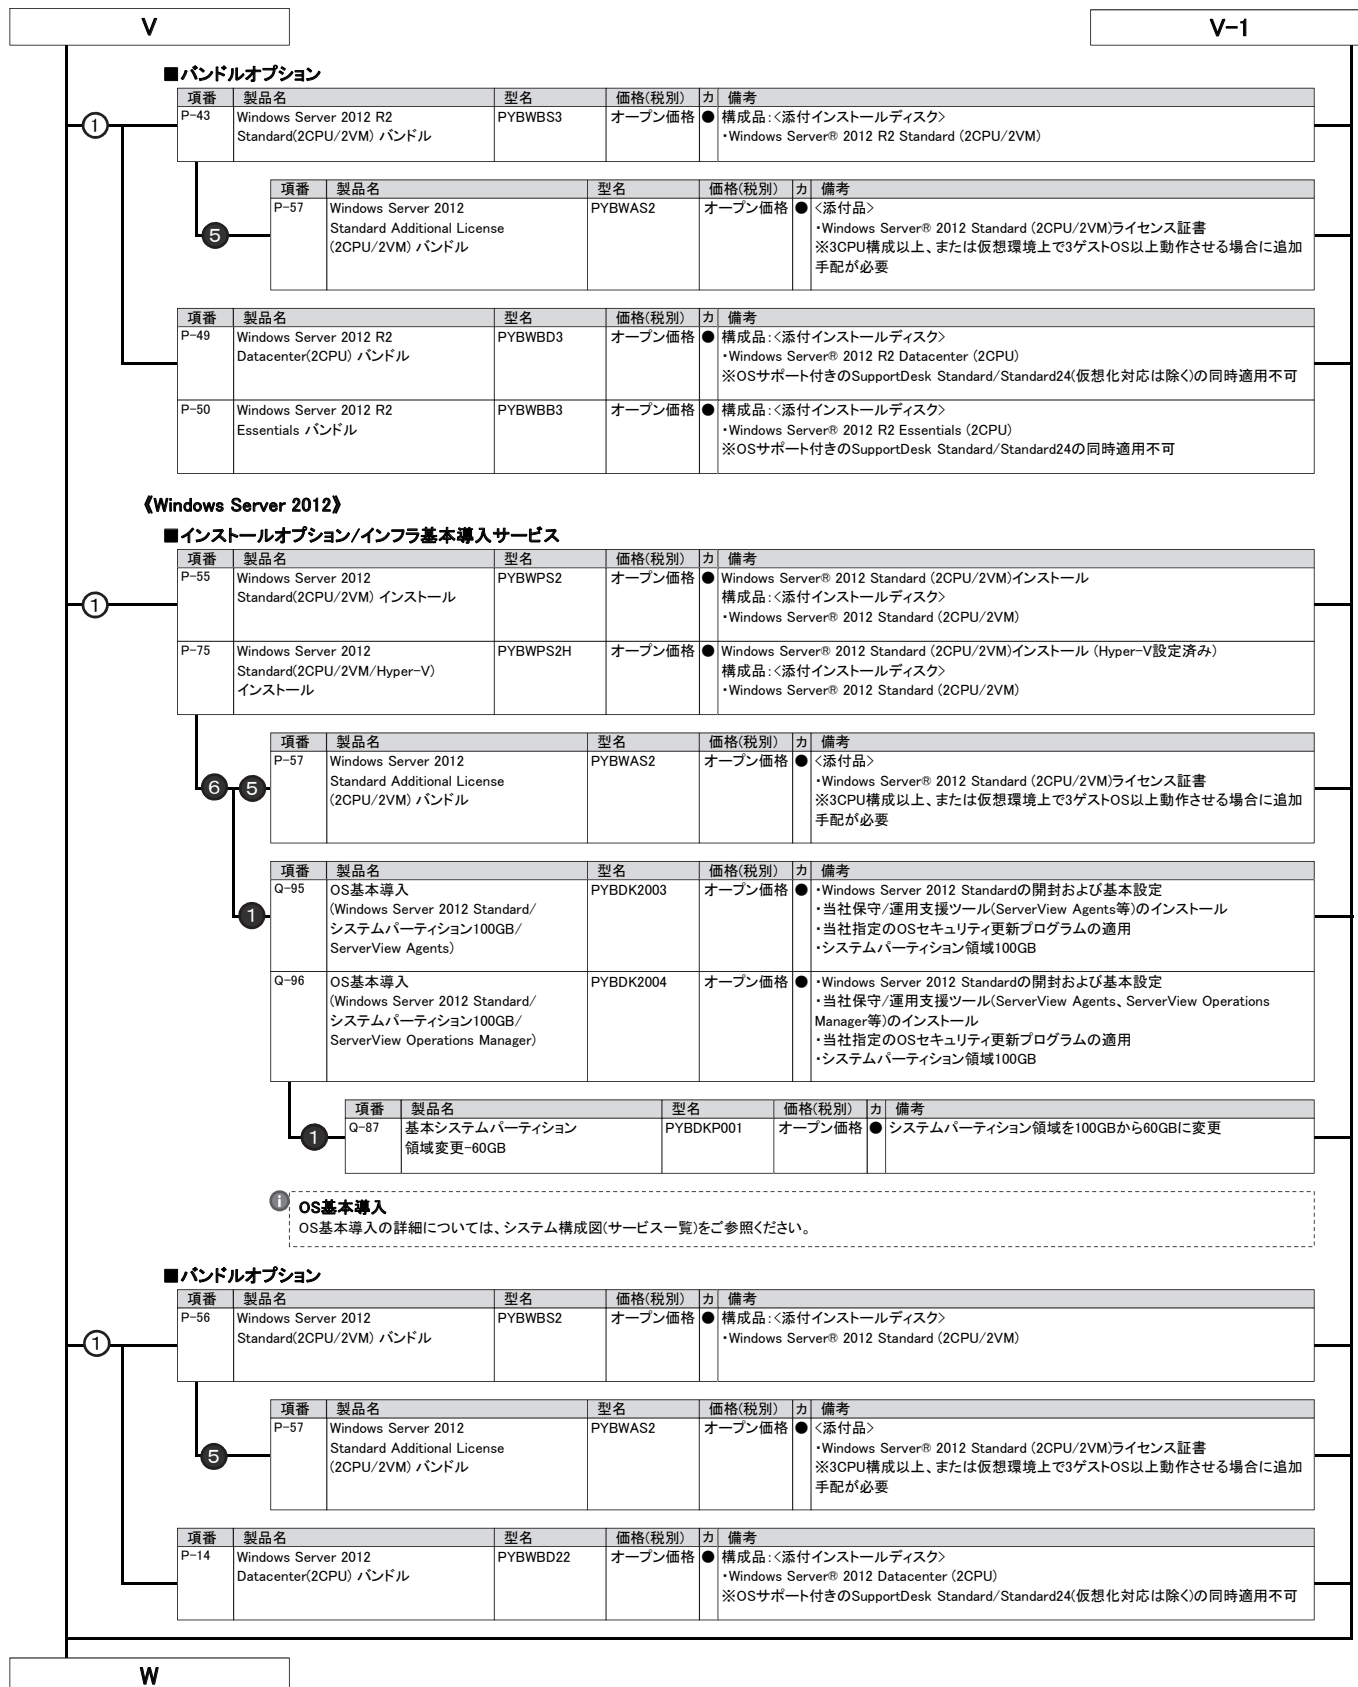 V
V-1
■バンドルオプション
項番 製品名 型名 価格(税別) カ 備考
P-43 Windows Server 2012 R2 PYBWBS3 オープン価格 ● 構成品:<添付インストールディスク>
Standard(2CPU/2VM) バンドル ・Windows Server® 2012 R2 Standard (2CPU/2VM)
①
項番 製品名 型名 価格(税別) カ 備考
P-57 Windows Server 2012 PYBWAS2 オープン価格 ● <添付品>
Standard Additional License ・Windows Server® 2012 Standard (2CPU/2VM)ライセンス証書
5
(2CPU/2VM) バンドル ※3CPU構成以上、または仮想環境上で3ゲストOS以上動作させる場合に追加
手配が必要
項番 製品名 型名 価格(税別) カ 備考
P-49 Windows Server 2012 R2 PYBWBD3 オープン価格 ● 構成品:<添付インストールディスク>
Datacenter(2CPU) バンドル ・Windows Server® 2012 R2 Datacenter (2CPU)
※OSサポート付きのSupportDesk Standard/Standard24(仮想化対応は除く)の同時適用不可
P-50 Windows Server 2012 R2 PYBWBB3 オープン価格 ● 構成品:<添付インストールディスク>
Essentials バンドル ・Windows Server® 2012 R2 Essentials (2CPU)
※OSサポート付きのSupportDesk Standard/Standard24の同時適用不可
《Windows Server 2012》
■インストールオプション/インフラ基本導入サービス
項番 製品名 型名 価格(税別) カ 備考
P-55 Windows Server 2012 PYBWPS2 オープン価格 ● Windows Server® 2012 Standard (2CPU/2VM)インストール
Standard(2CPU/2VM) インストール 構成品:<添付インストールディスク>
① ・Windows Server® 2012 Standard (2CPU/2VM)
P-75 Windows Server 2012 PYBWPS2H オープン価格 ● Windows Server® 2012 Standard (2CPU/2VM)インストール (Hyper-V設定済み)
Standard(2CPU/2VM/Hyper-V) 構成品:<添付インストールディスク>
インストール ・Windows Server® 2012 Standard (2CPU/2VM)
項番 製品名 型名 価格(税別) カ 備考
P-57 Windows Server 2012 PYBWAS2 オープン価格 ● <添付品>
Standard Additional License ・Windows Server® 2012 Standard (2CPU/2VM)ライセンス証書
6 5
(2CPU/2VM) バンドル ※3CPU構成以上、または仮想環境上で3ゲストOS以上動作させる場合に追加
手配が必要
項番 製品名 型名 価格(税別) カ 備考
Q-95 OS基本導入 PYBDK2003 オープン価格 ● ・Windows Server 2012 Standardの開封および基本設定
(Windows Server 2012 Standard/ ・当社保守/運用支援ツール(ServerView Agents等)のインストール
1
システムパーティション100GB/ ・当社指定のOSセキュリティ更新プログラムの適用
ServerView Agents) ・システムパーティション領域100GB
Q-96 OS基本導入 PYBDK2004 オープン価格 ● ・Windows Server 2012 Standardの開封および基本設定
(Windows Server 2012 Standard/ ・当社保守/運用支援ツール(ServerView Agents、ServerView Operations
システムパーティション100GB/ Manager等)のインストール
ServerView Operations Manager) ・当社指定のOSセキュリティ更新プログラムの適用
・システムパーティション領域100GB
項番 製品名 型名 価格(税別) カ 備考
1 Q-87 基本システムパーティション PYBDKP001 オープン価格 ● システムパーティション領域を100GBから60GBに変更
領域変更-60GB
i OS基本導入
OS基本導入の詳細については、システム構成図(サービス一覧)をご参照ください。
■バンドルオプション
項番 製品名 型名 価格(税別) カ 備考
P-56 Windows Server 2012 PYBWBS2 オープン価格 ● 構成品:<添付インストールディスク>
Standard(2CPU/2VM) バンドル ・Windows Server® 2012 Standard (2CPU/2VM)
①
項番 製品名 型名 価格(税別) カ 備考
P-57 Windows Server 2012 PYBWAS2 オープン価格 ● <添付品>
Standard Additional License ・Windows Server® 2012 Standard (2CPU/2VM)ライセンス証書
5
(2CPU/2VM) バンドル ※3CPU構成以上、または仮想環境上で3ゲストOS以上動作させる場合に追加
手配が必要
項番 製品名 型名 価格(税別) カ 備考
P-14 Windows Server 2012 PYBWBD22 オープン価格 ● 構成品:<添付インストールディスク>
Datacenter(2CPU) バンドル ・Windows Server® 2012 Datacenter (2CPU)
※OSサポート付きのSupportDesk Standard/Standard24(仮想化対応は除く)の同時適用不可
W